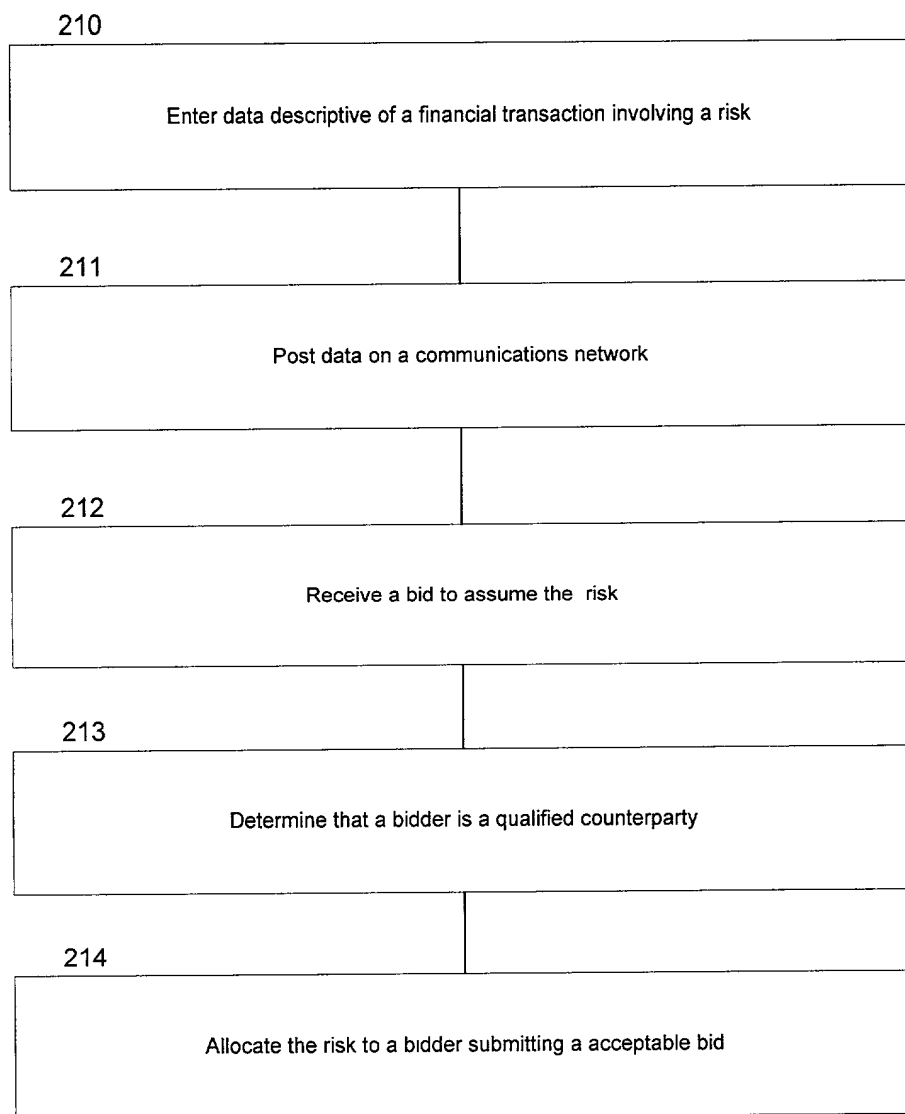 210
Enter data descriptive of a financial transaction involving a risk
211
Post data on a communications network
212
Receive a bid to assume the risk
213
Determine that a bidder is a qualified counterparty
214
Allocate the risk to a bidder submitting a acceptable bid